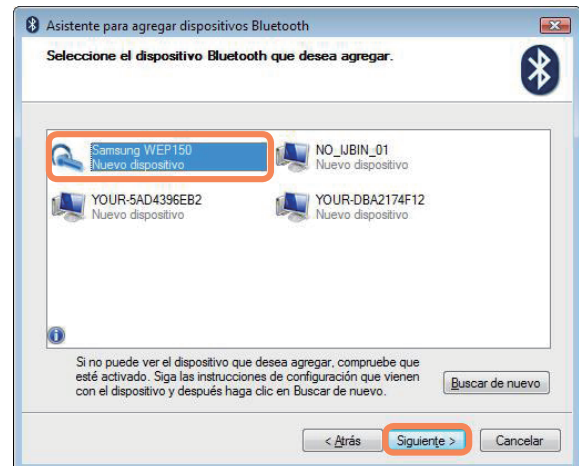 Asistente para agregar dispositivos Bluetooth
Seleccione el dispositivo Bluetooth que desea agregar.
Samsung WEP150
Nuevo dispositivo
NO_IJBIN_01
Nuevo dispositivo
YOUR-5AD4396EB2
Nuevo dispositivo
YOUR-DBA2174F12
Nuevo dispositivo
Si no puede ver el dispositivo que desea agregar, compruebe que
esté activado. Siga las instrucciones de configuración que vienen
con el dispositivo y después haga clic en Buscar de nuevo.
Buscar de nuevo
< Atrás
Siguiente >
Cancelar